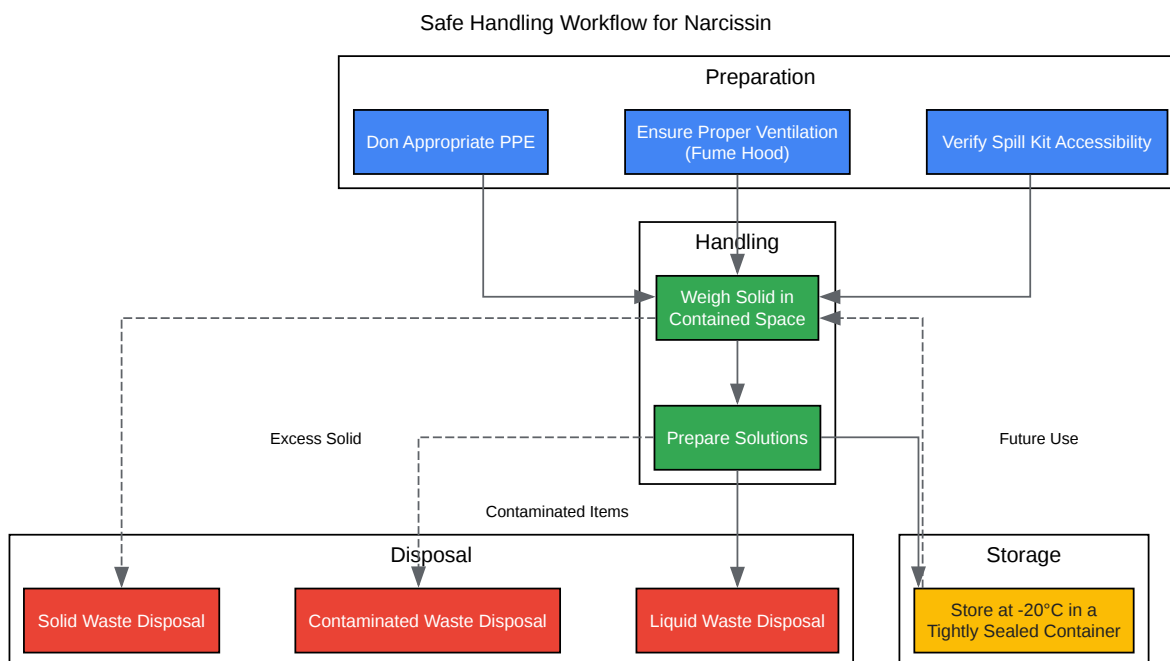 Safe Handling Workflow for Narcissin
Preparation
Don Appropriate PPE
Ensure Proper Ventilation
(Fume Hood)
Verify Spill Kit Accessibility
Handling
Weigh Solid in
Contained Space
Prepare Solutions
Excess Solid
Future Use
Contaminated Items
Disposal
Storage
Solid Waste Disposal
Contaminated Waste Disposal
Liquid Waste Disposal
Store at -20°C in a
Tightly Sealed Container